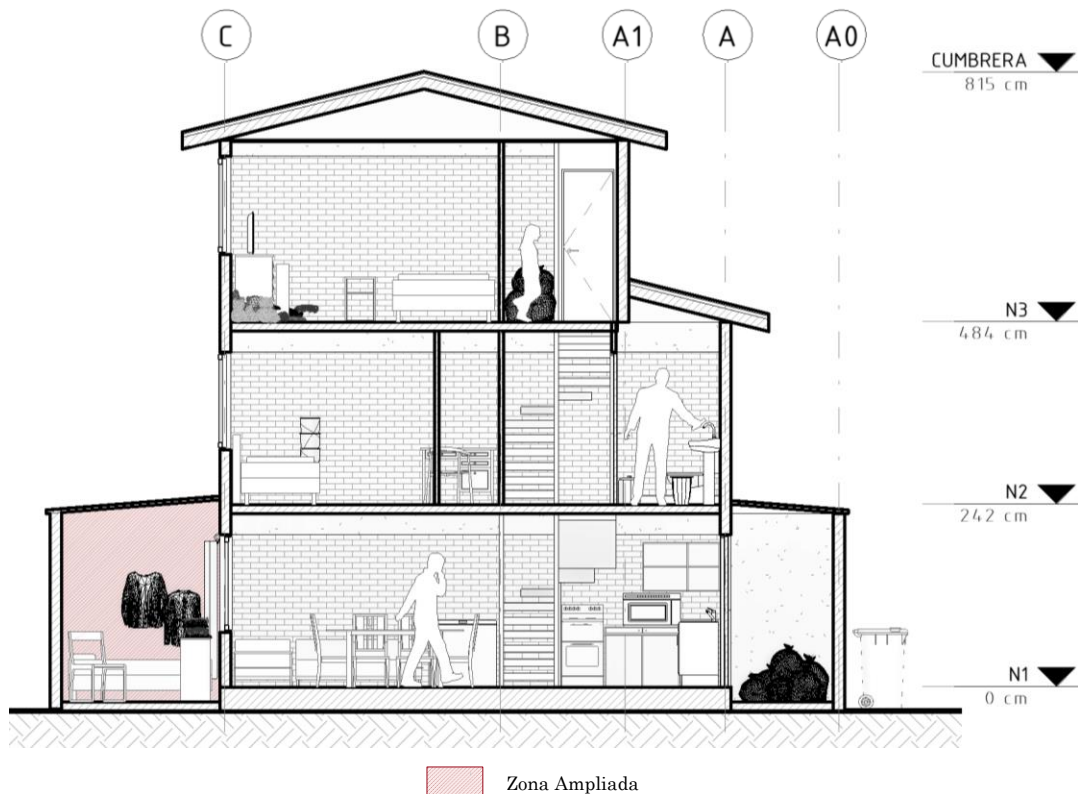 C
B
A1
A
A0
CUMBRERA
815 cm
N3
484 cm
N2
242 cm
N1
0 cm
Zona Ampliada